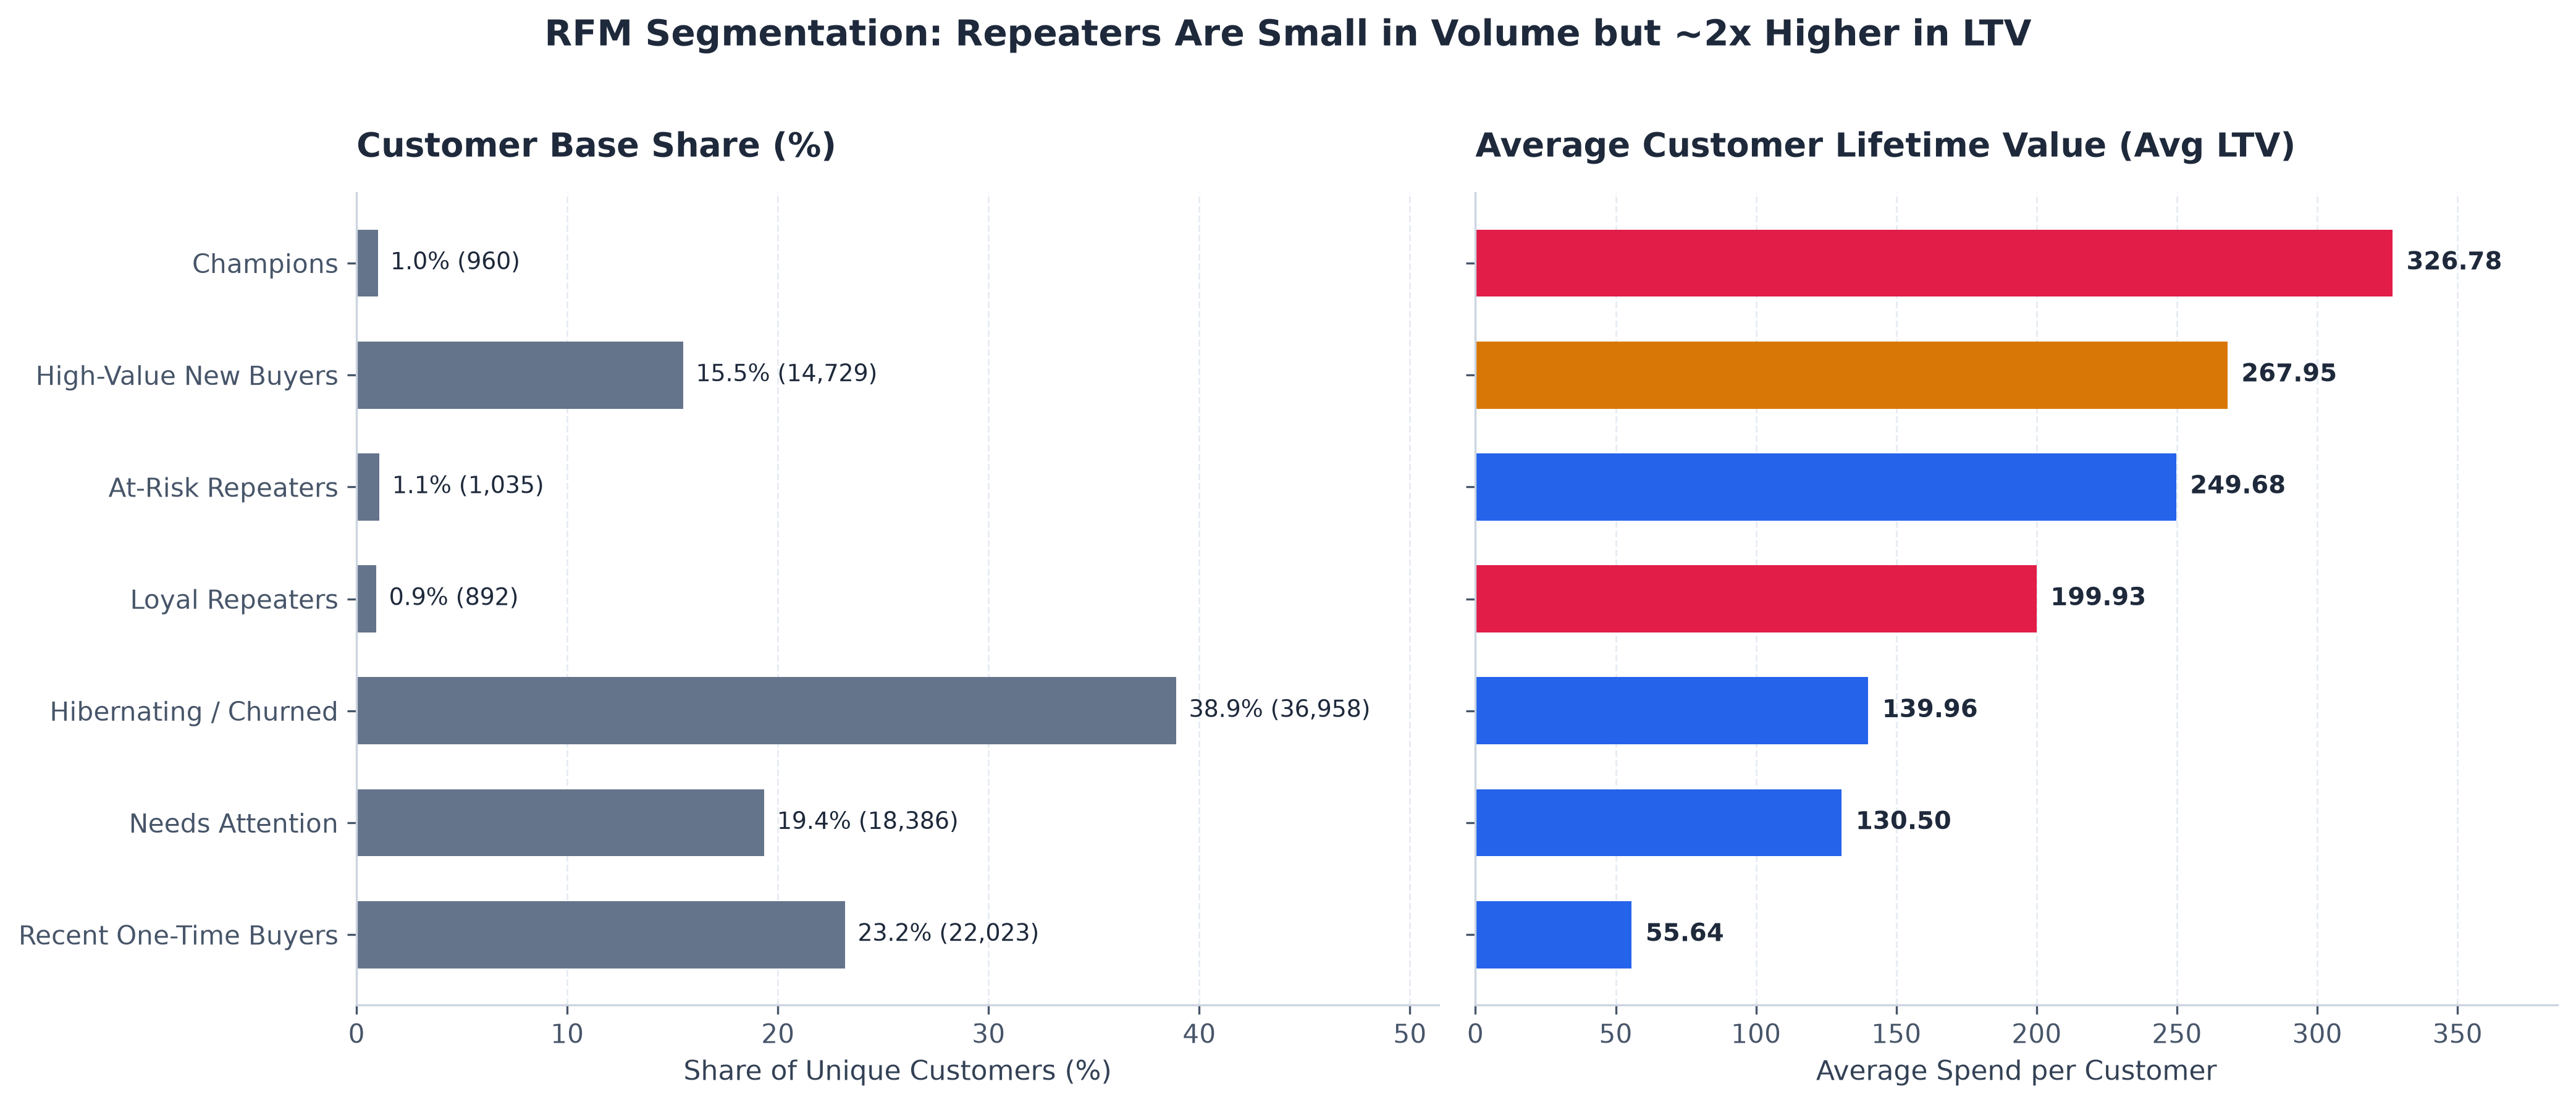 RFM Segmentation: Repeaters Are Small in Volume but ~2x Higher in LTV
Customer Base Share (%)
Champions
1.0% (960)
High-Value New Buyers
15.5% (14,729)
At-Risk Repeaters
1.1% (1,035)
Loyal Repeaters
0.9% (892)
Hibernating / Churned
38.9% (36,958)
Needs Attention
19.4% (18,386)
Recent One-Time Buyers
23.2% (22,023)
0 10 20 30 40 50
Share of Unique Customers (%)
Average Customer Lifetime Value (Avg LTV)
326.78
267.95
249.68
199.93
139.96
130.50
55.64
0 50 100 150 200 250 300 350
Average Spend per Customer